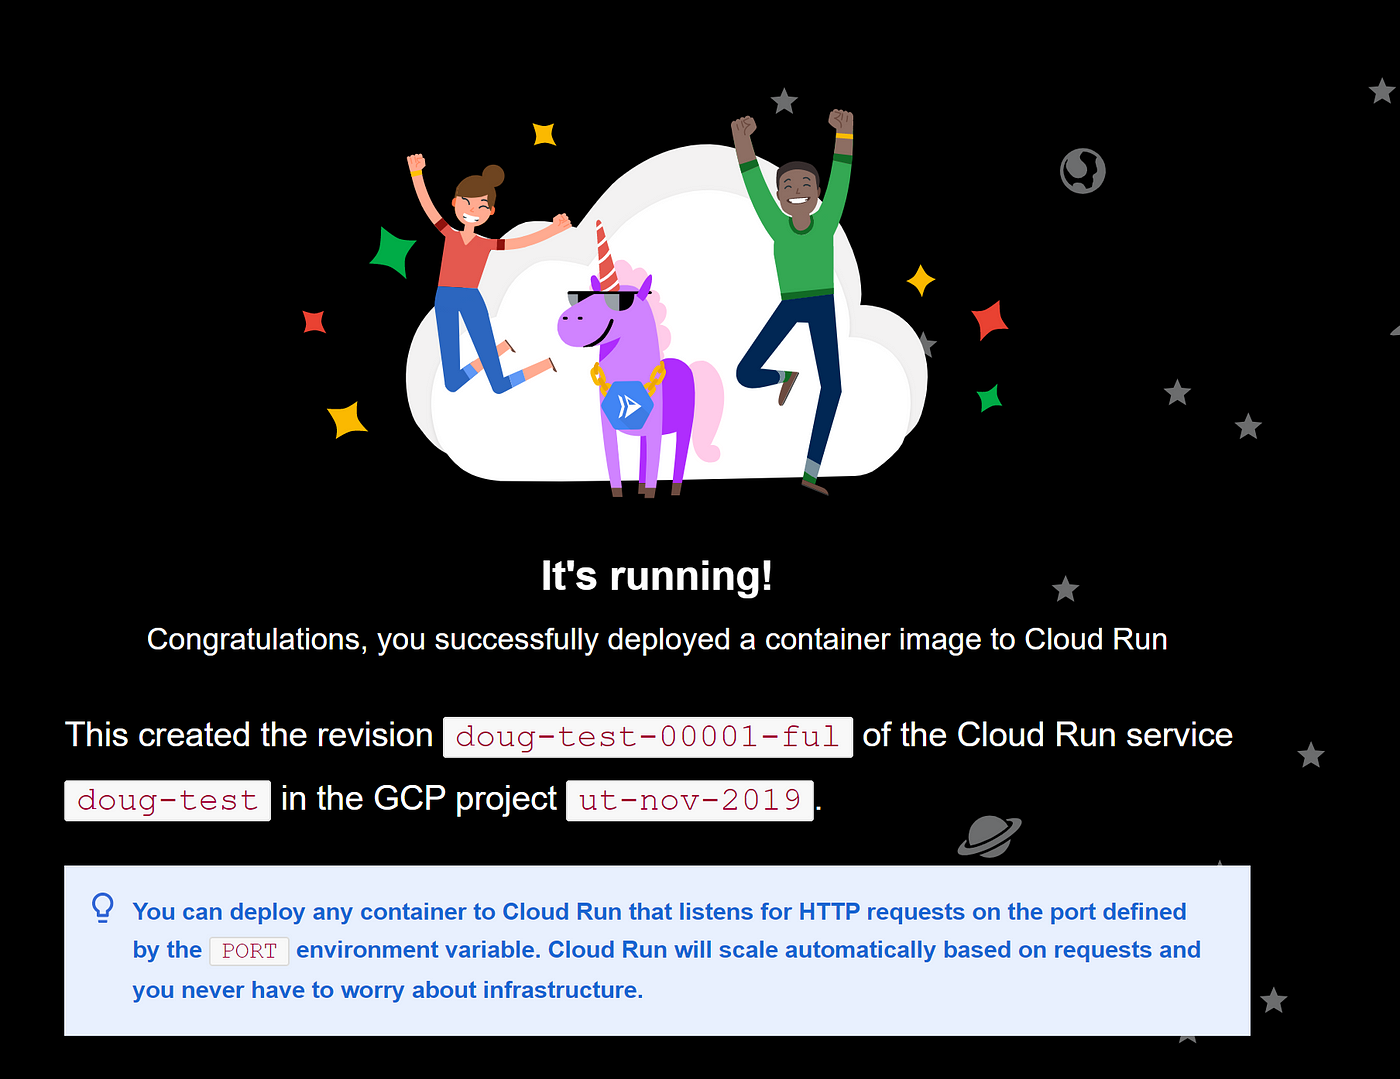 It's running!
Congratulations, you successfully deployed a container image to Cloud Run
This created the revision doug-test-00001-ful of the Cloud Run service
doug-test in the GCP project ut-nov-2019.
You can deploy any container to Cloud Run that listens for HTTP requests on the port defined
by the PORT environment variable. Cloud Run will scale automatically based on requests and
you never have to worry about infrastructure.